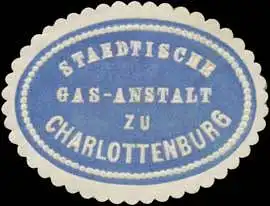 STAEDTISCHE
GAS-ANSTALT
ZU
CHARLOTTENBURG